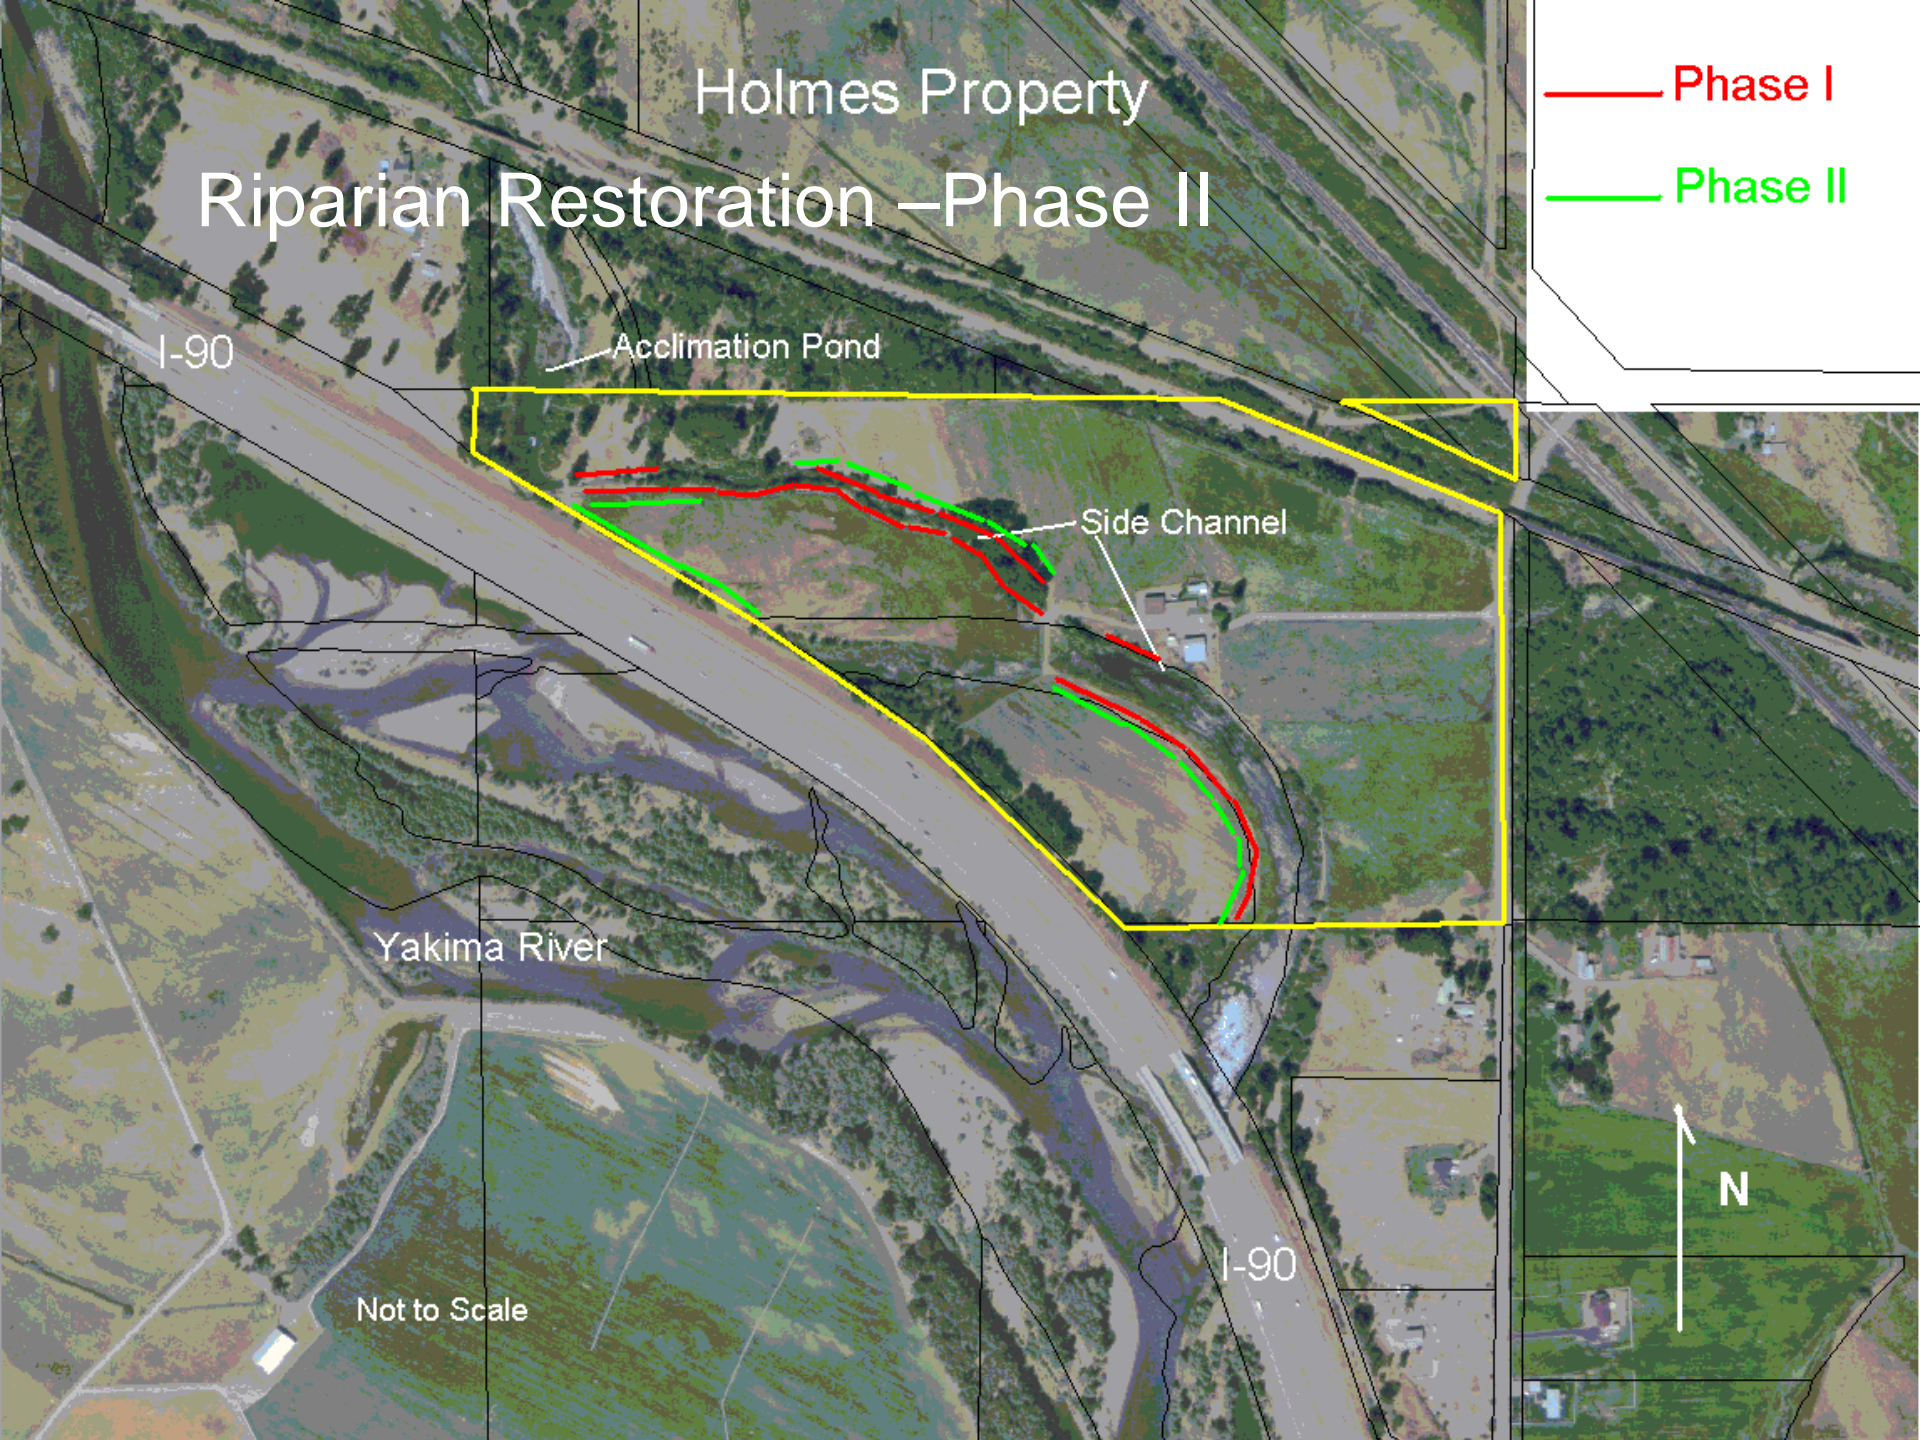 Holmes Property
Riparian Restoration –Phase II
Phase I
Phase II
I-90
Acclimation Pond
Side Channel
Yakima River
I-90
N
Not to Scale